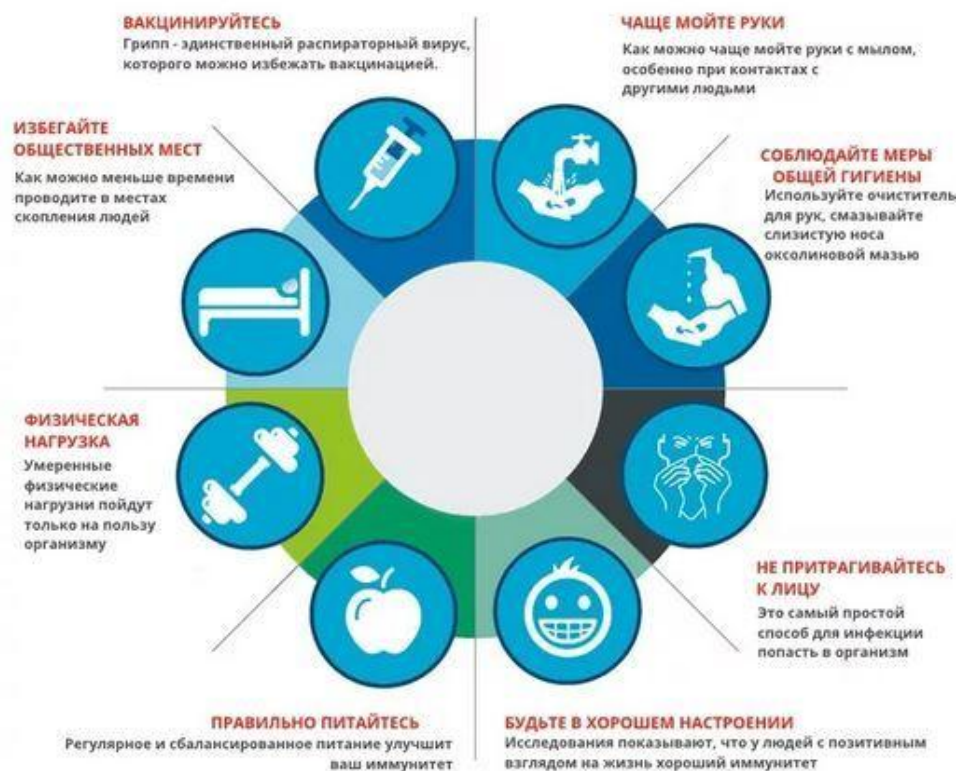 ВАКЦИНИРУЙТЕСЬ
Грипп - эдинственный распираторный вирус,
которого можно избежать вакцинацией.
ЧАЩЕ МОЙТЕ РУКИ
Как можно чаще мойте руки с мылом,
особенно при контактах с
другими людьми
ИЗБЕГАЙТЕ
ОБЩЕСТВЕННЫХ МЕСТ
Как можно меньше времени
проводите в местах
скопления людей
СОБЛЮДАЙТЕ МЕРЫ
ОБЩЕЙ ГИГИЕНЫ
Используйте очиститель
для рук, смазывайте
слизистую носа
оксолиновой мазью
ФИЗИЧЕСКАЯ
НАГРУЗКА
Умеренные
физические
нагрузни пойдут
только на пользу
организму
НЕ ПРИТРАГИВАЙТЕСЬ
К ЛИЦУ
Это самый простой
способ для инфекции
попасть в организм
ПРАВИЛЬНО ПИТАЙТЕСЬ
Регулярное и сбалансированное питание улучшит
ваш иммунитет
БУДЬТЕ В ХОРОШЕМ НАСТРОЕНИИ
Исследования показывают, что у людей с позитивным
взглядом на жизнь хороший иммунитет